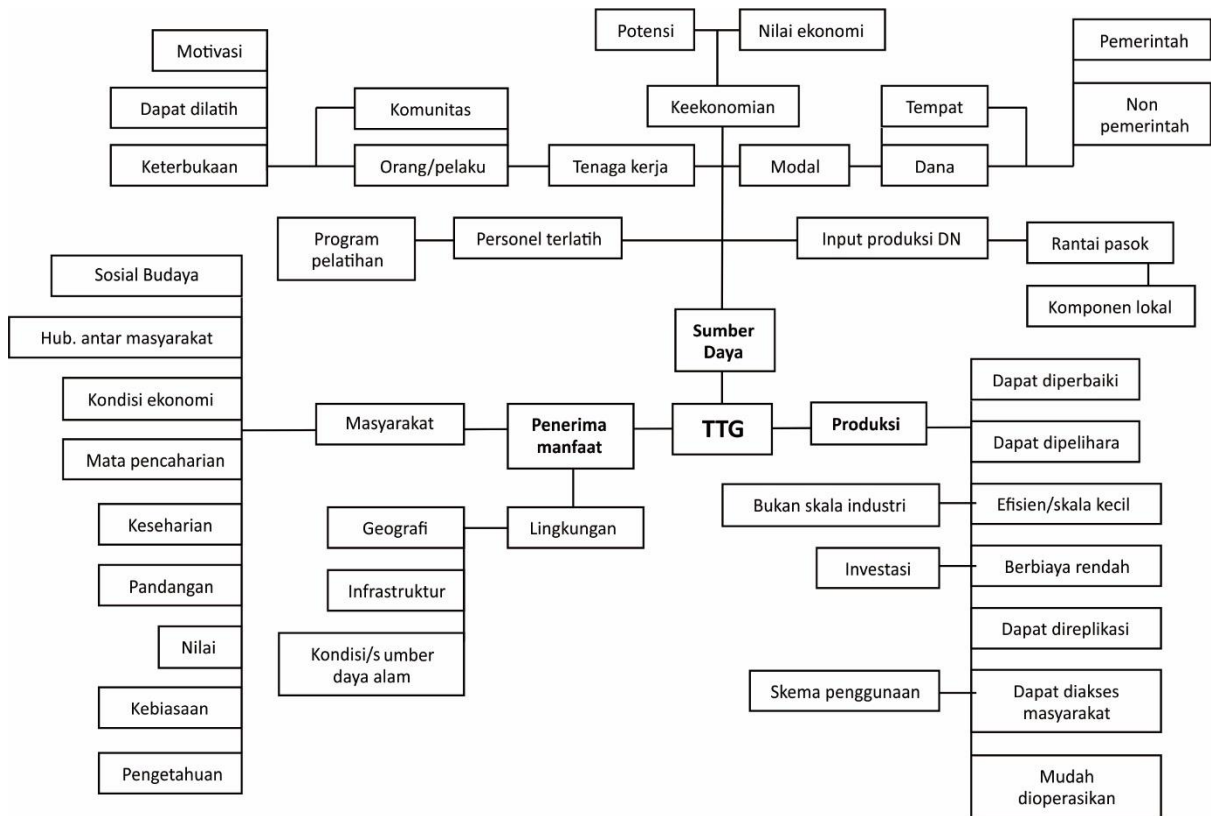 Potensi
Nilai ekonomi
Motivasi
Pemerintah
Dapat dilatih
Komunitas
Keekonomian
Tempat
Non
pemerintah
Keterbukaan
Orang/pelaku
Tenaga kerja
Modal
Dana
Program
pelatihan
Personel terlatih
Input produksi DN
Rantai pasok
Komponen lokal
Sosial Budaya
Hub. antar masyarakat
Kondisi ekonomi
Mata pencaharian
Keseharian
Pandangan
Nilai
Kebiasaan
Pengetahuan
Masyarakat
Penerima
manfaat
Sumber
Daya
TTG
Produksi
Geografi
Lingkungan
Infrastruktur
Kondisi/s umber
daya alam
Dapat diperbaiki
Dapat dipelihara
Bukan skala industri
Efisien/skala kecil
Investasi
Berbiaya rendah
Dapat direplikasi
Skema penggunaan
Dapat diakses
masyarakat
Mudah
dioperasikan